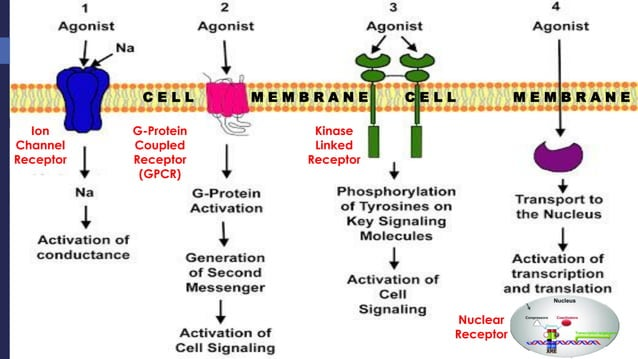 1
Agonist
Na
Ion
Channel
Receptor
Na
Activation of
conductance
2
Agonist
CELL MEMBRANE CELL MEMBRANE
G-Protein
Coupled
Receptor
(GPCR)
G-Protein
Activation
Generation
of Second
Messenger
Activation of
Cell Signaling
3
Agonist
Kinase
Linked
Receptor
Phosphorylation
of Tyrosines on
Key Signaling
Molecules
Activation of
Cell
Signaling
4
Agonist
Transport to
the Nucleus
Activation of
transcription
and translation
Nuclear
Receptor
Nucleus